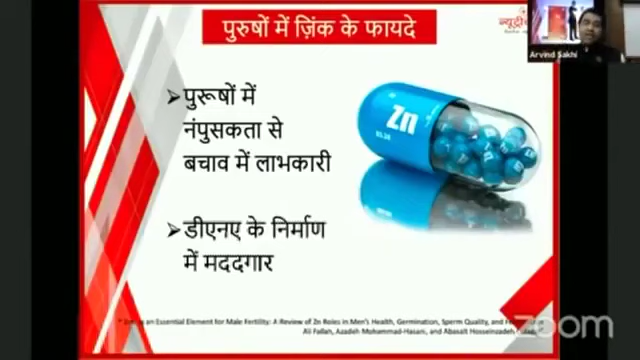 पुरुषों में ज़िंक के फायदे
Arvind Sakhi
➤पुरूषों में
नंपुसकता से
बचाव में लाभकारी
Zn
➤डीएनए के निर्माण
में मददगार
is an Essential Element for Male Fertility: A Review of Zn Roles in Men's Health, Germination, Sperm Quality, and
Ali Fallah, Azadeh Mohammad-Hasani, and Abasalt Hosseinzadeh
zoom